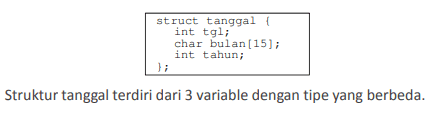 struct tanggal {
int tgl;
char bulan[15];
int tahun;
};
Struktur tanggal terdiri dari 3 variable dengan tipe yang berbeda.